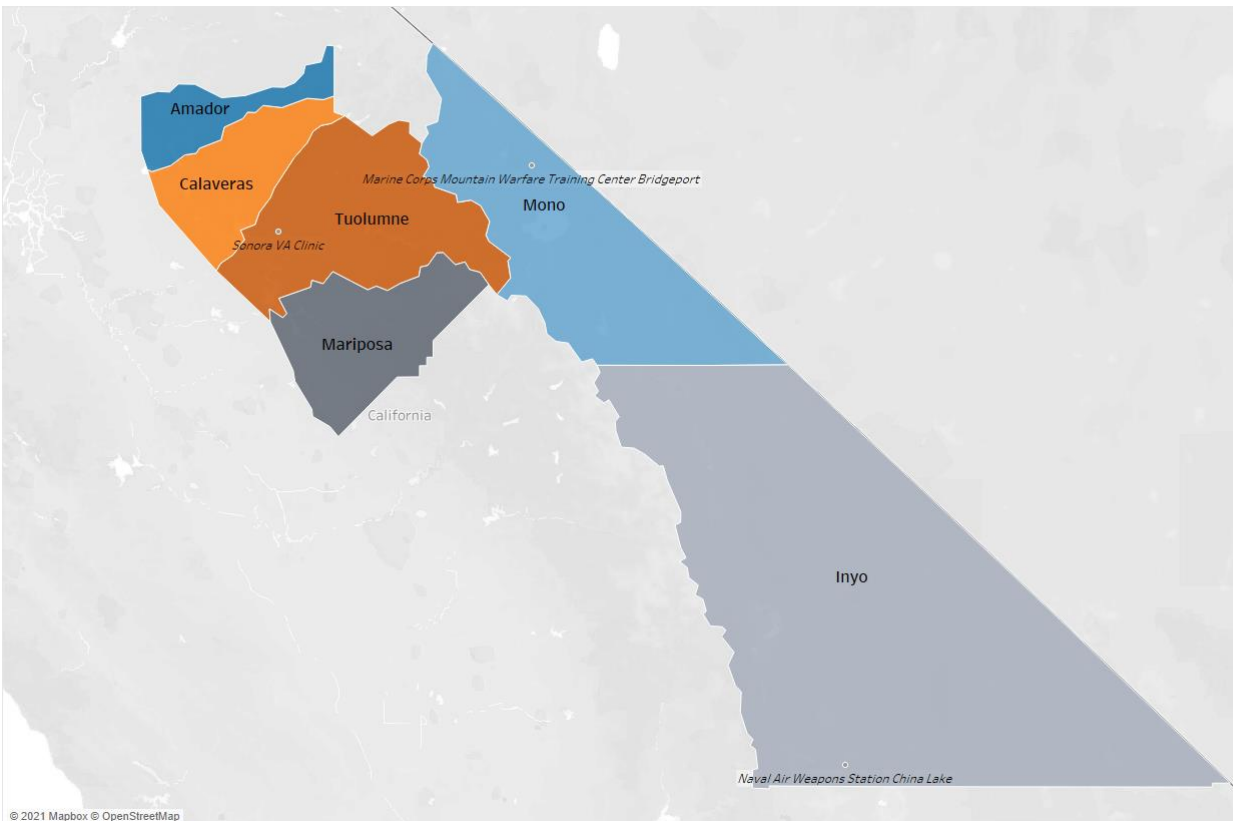 Amador
Calaveras
Marine Corps Mountain Warfare Training Center Bridgeport
Mono
Tuolumne
Sonora VA Clinic
Mariposa
California
Inyo
Naval Air Weapons Station China Lake
© 2021 Mapbox © OpenStreetMap